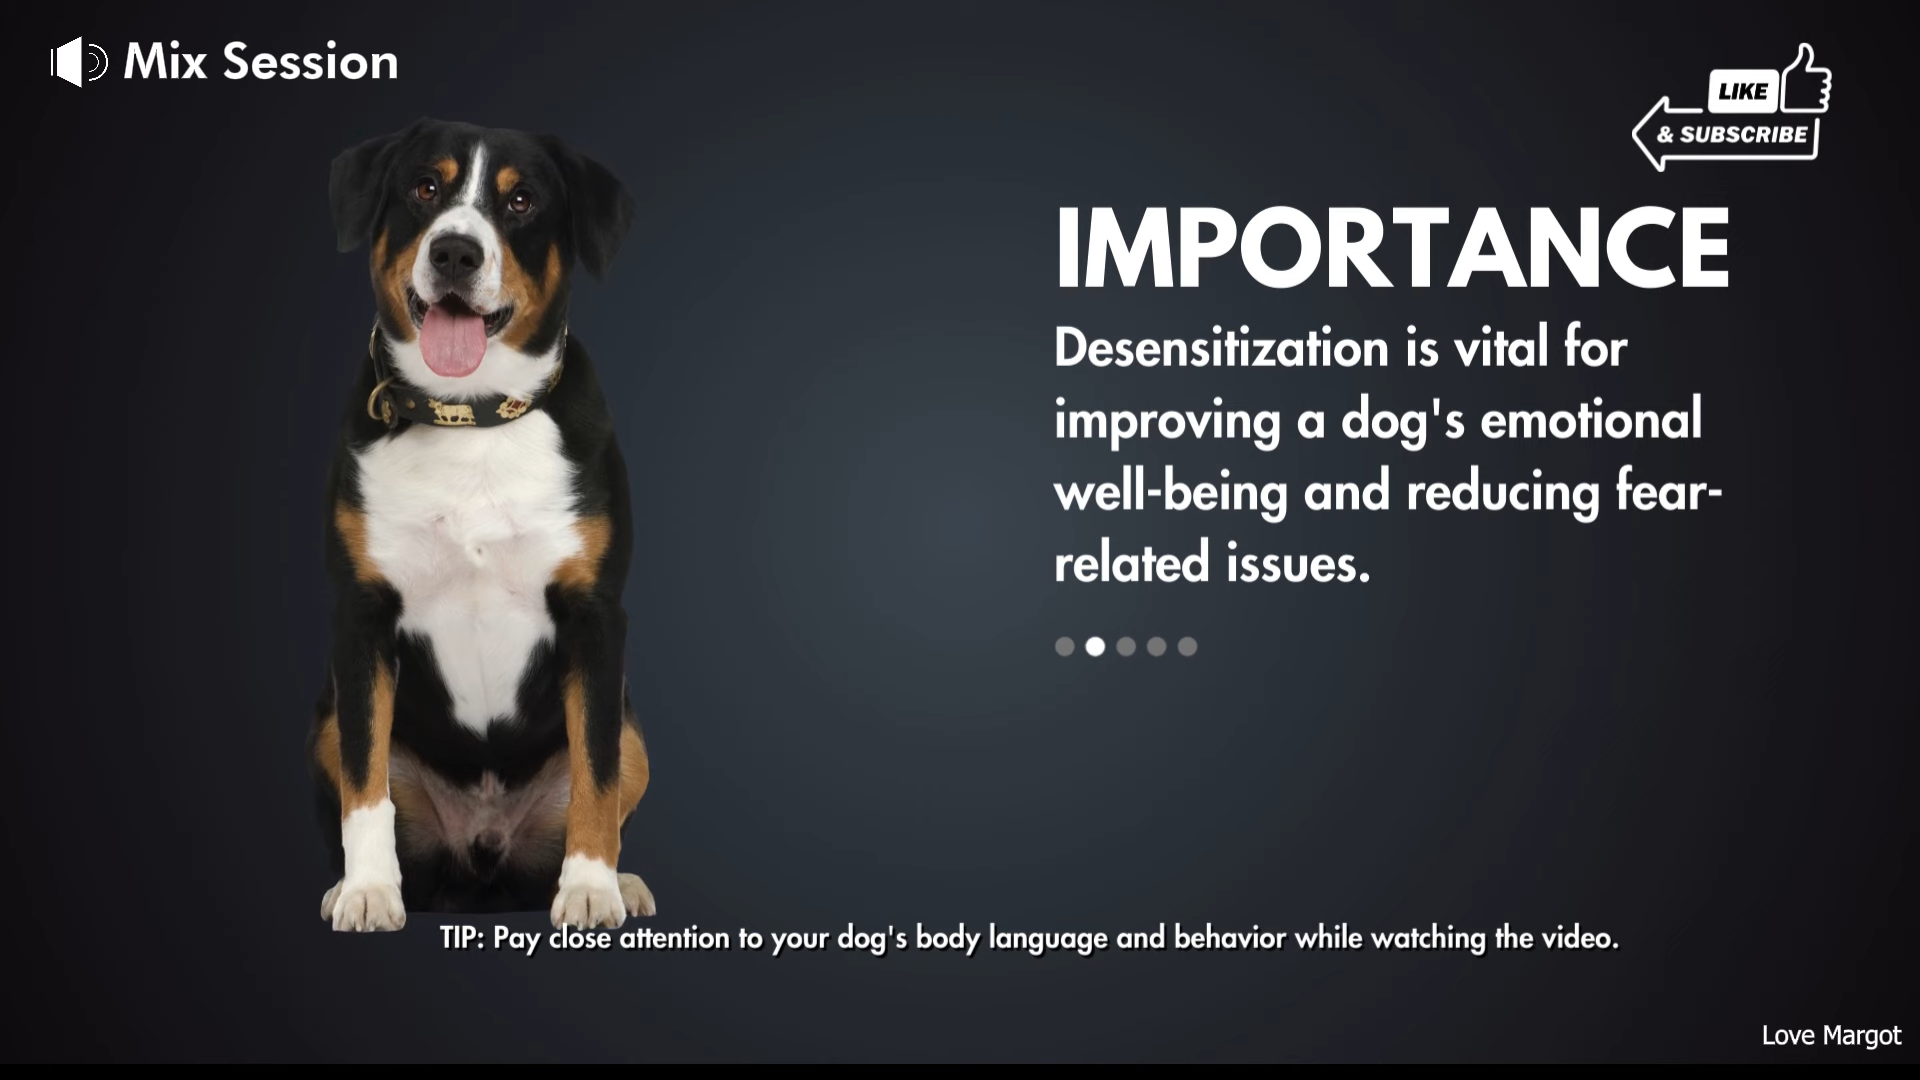 Mix Session
LIKE
& SUBSCRIBE
IMPORTANCE
Desensitization is vital for
improving a dog's emotional
well-being and reducing fear-
related issues.
TIP: Pay close attention to your dog's body language and behavior while watching the video.
Love Margot